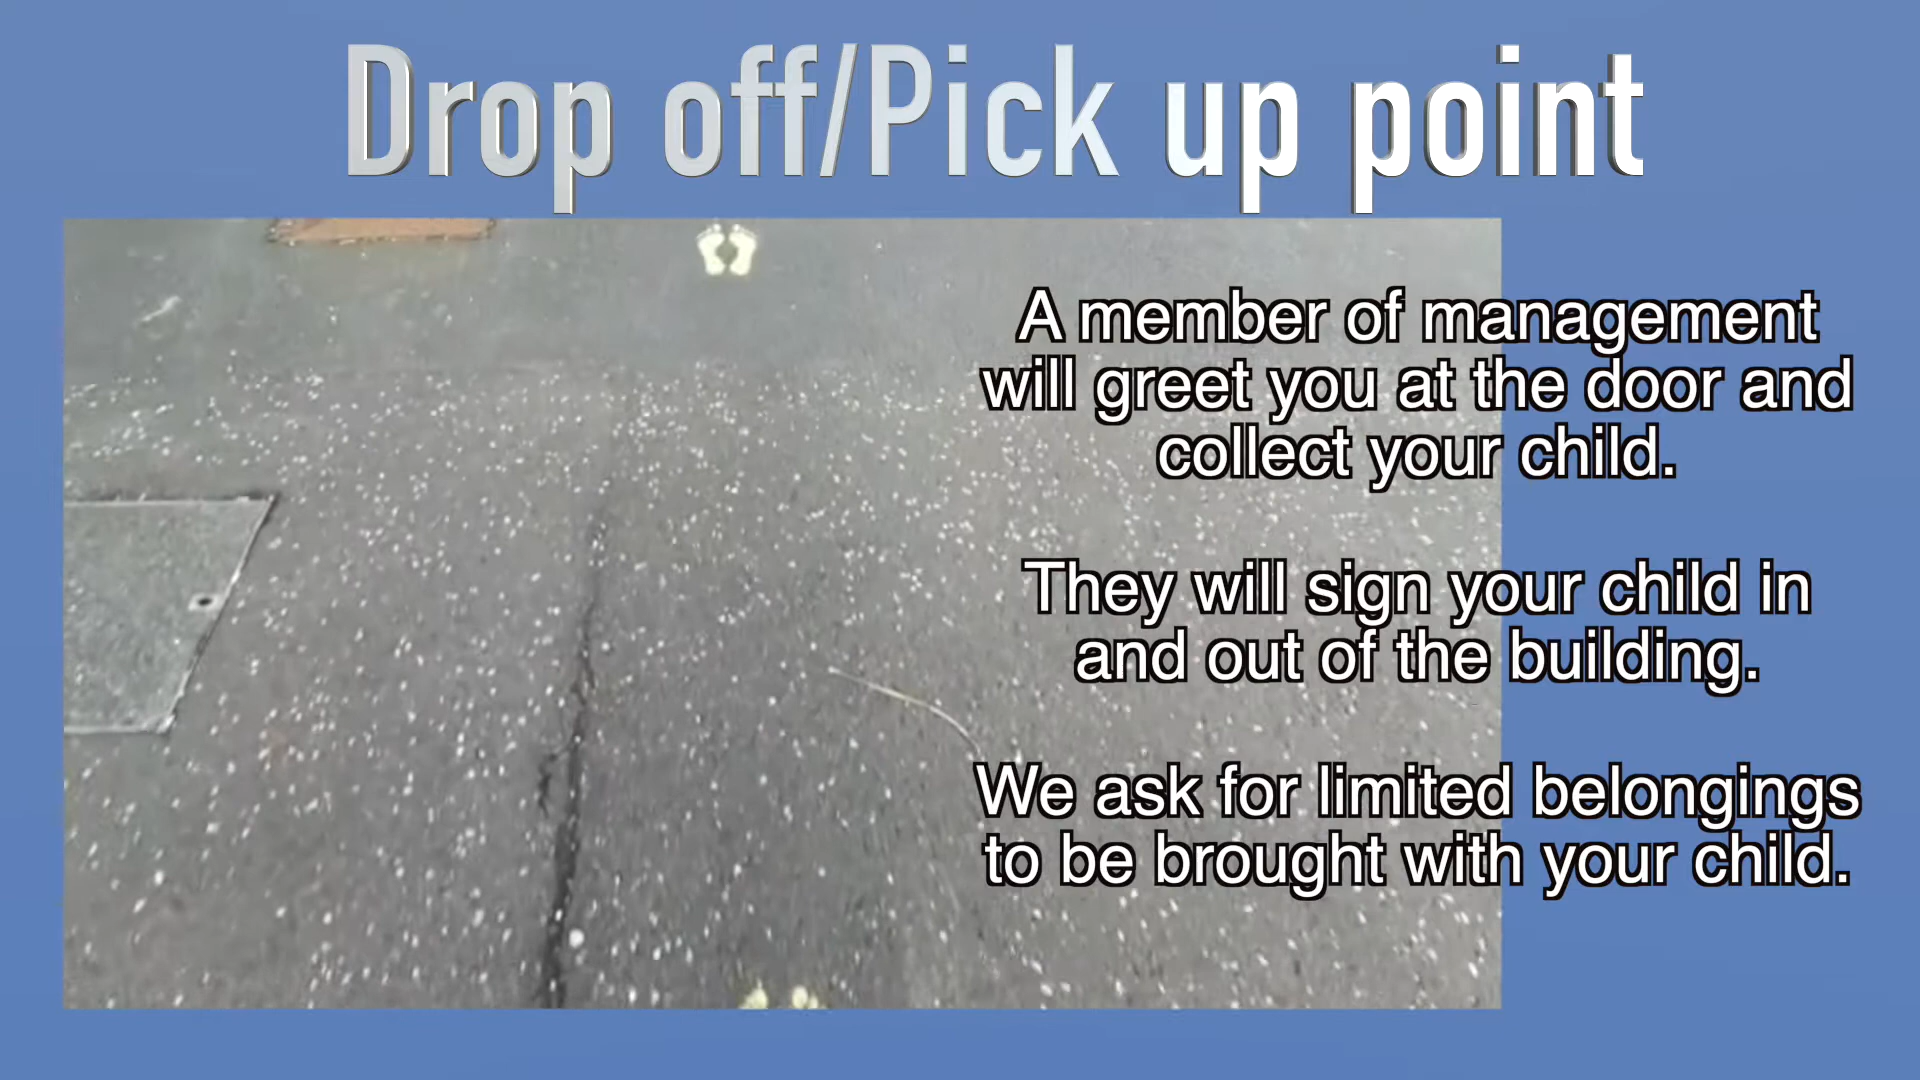 Drop off/Pick up point
A member of management
will greet you at the door and
collect your child.
They will sign your child in
and out of the building.
We ask for limited belongings
to be brought with your child.